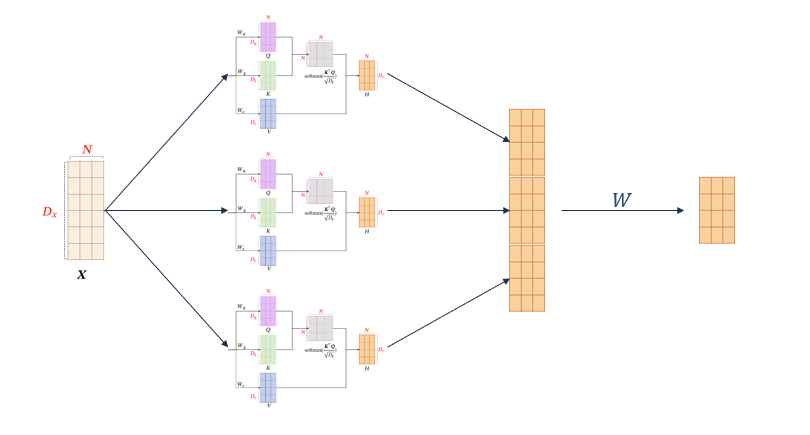 N
D_x
X
N
W_q
D_k
Q
W_k
D_k
K
W_v
D_v
V
N
N
softmax(K^T Q / √D_k)
N
D_v
H
N
W_q
D_k
Q
W_k
D_k
K
W_v
D_v
V
N
N
softmax(K^T Q / √D_k)
N
D_v
H
N
W_q
D_k
Q
W_k
D_k
K
W_v
D_v
V
N
N
softmax(K^T Q / √D_k)
N
D_v
H
W